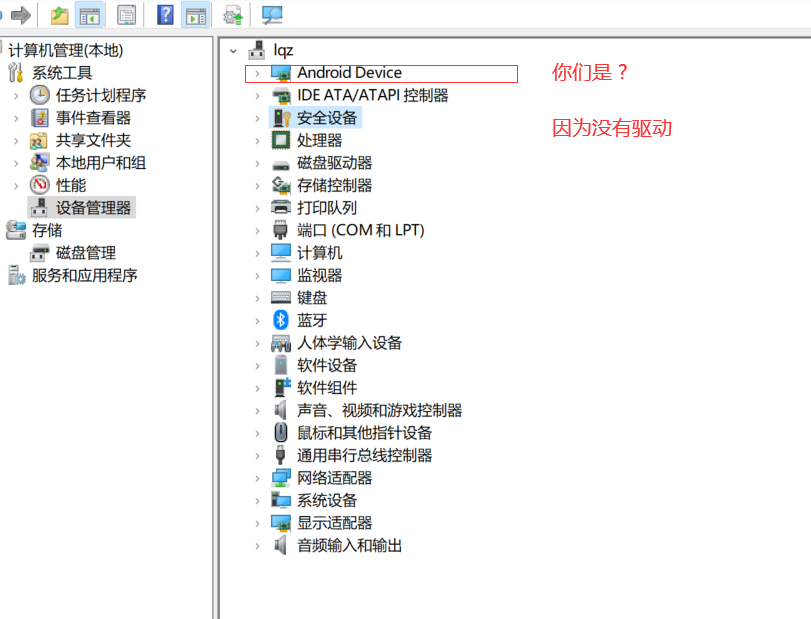 计算机管理(本地)
系统工具
任务计划程序
事件查看器
共享文件夹
本地用户和组
性能
设备管理器
存储
磁盘管理
服务和应用程序
lqz
Android Device
IDE ATA/ATAPI 控制器
安全设备
处理器
磁盘驱动器
存储控制器
打印队列
端口 (COM 和 LPT)
计算机
监视器
键盘
蓝牙
人体学输入设备
软件设备
软件组件
声音、视频和游戏控制器
鼠标和其他指针设备
通用串行总线控制器
网络适配器
系统设备
显示适配器
音频输入和输出
你们是？
因为没有驱动